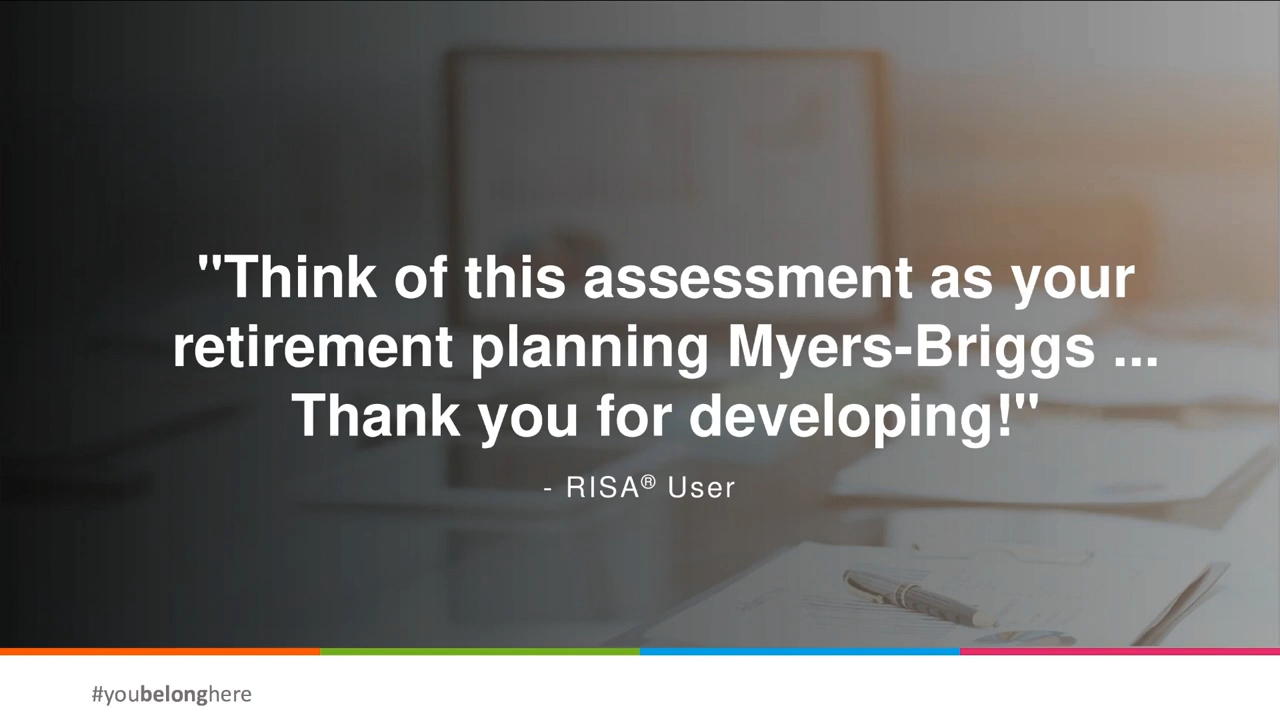 "Think of this assessment as your
retirement planning Myers-Briggs ...
Thank you for developing!"
- RISA® User
#youbelonghere